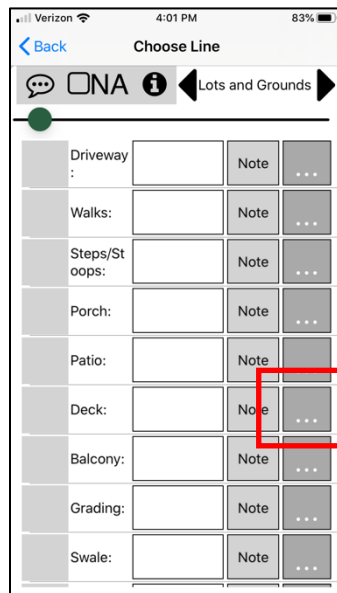 Verizon 4:01 PM 83%
Back Choose Line
NA Lots and Grounds
Driveway
: Note ...
Walks: Note ...
Steps/St
oops: Note ...
Porch: Note ...
Patio: Note
Deck: Note ...
Balcony: Note ...
Grading: Note ...
Swale: Note ...